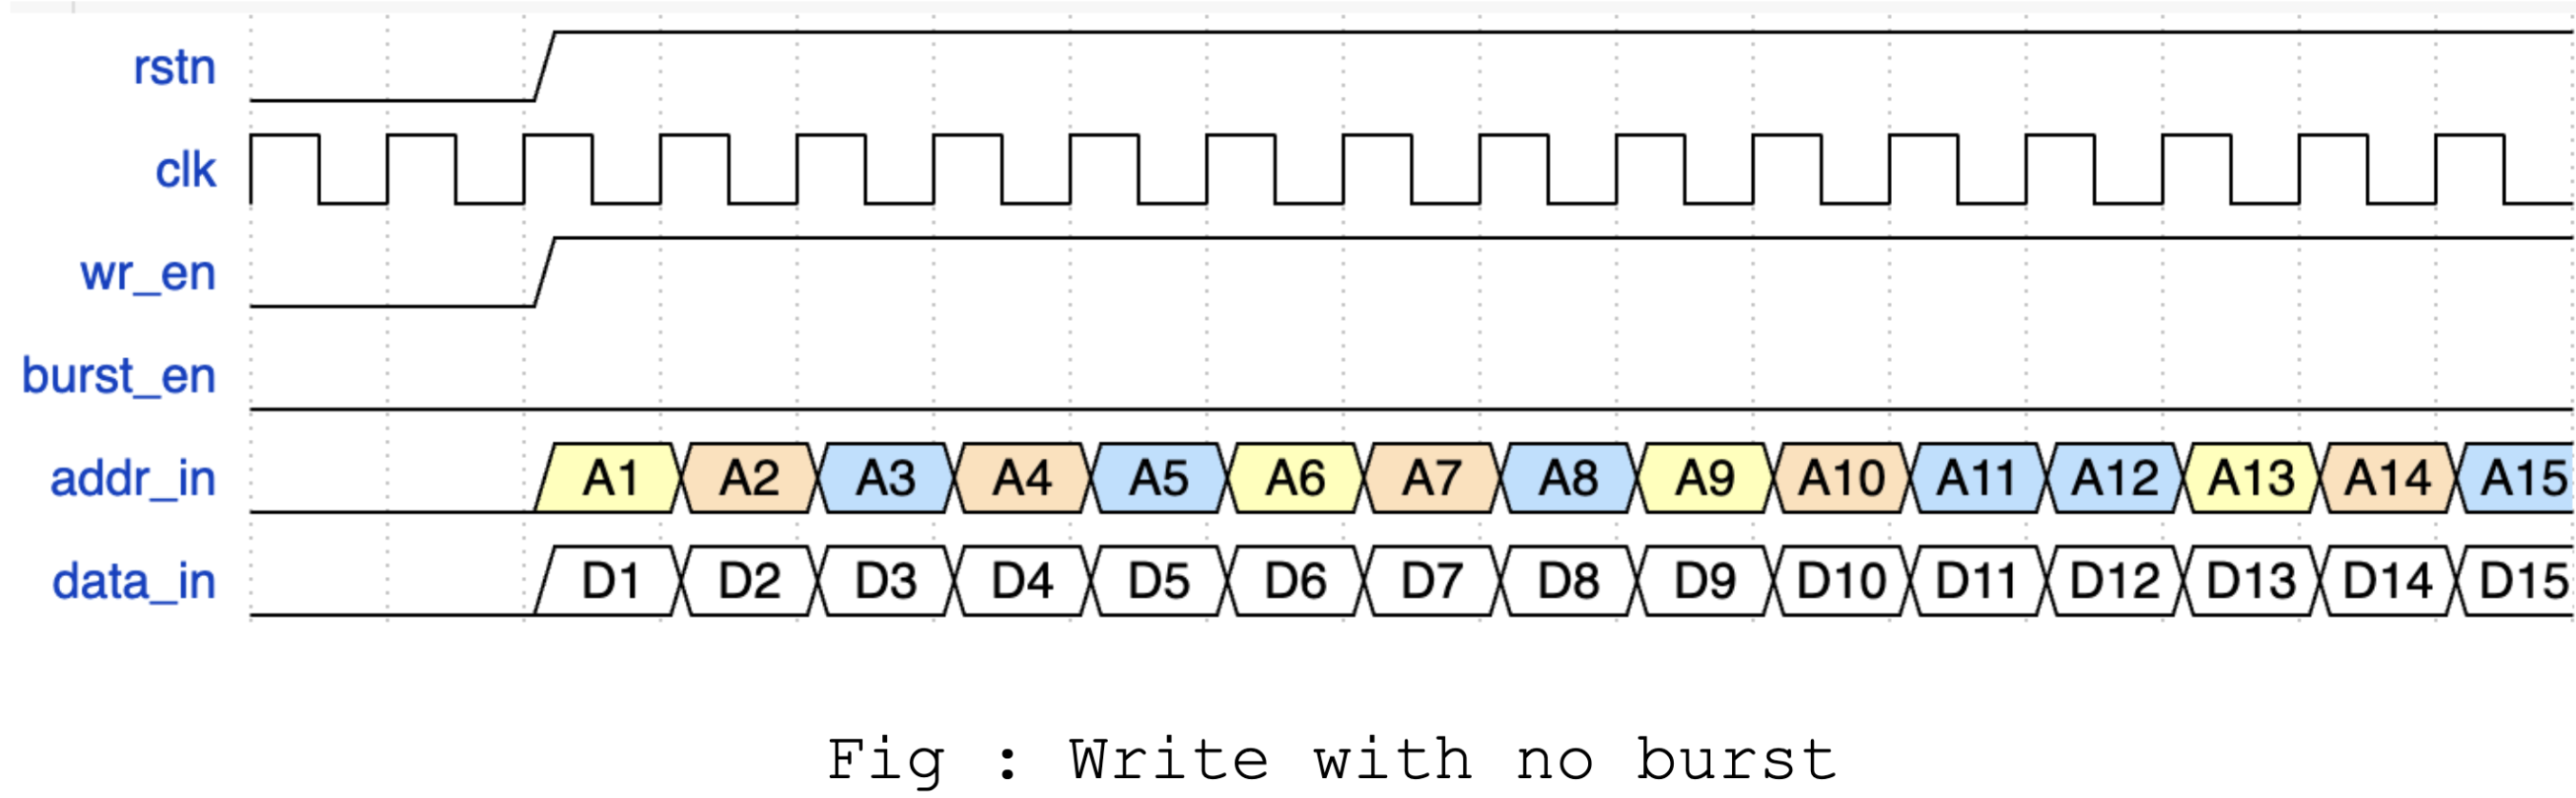 rstn
clk
wr_en
burst_en
addr_in A1 A2 A3 A4 A5 A6 A7 A8 A9 A10 A11 A12 A13 A14 A15
data_in D1 D2 D3 D4 D5 D6 D7 D8 D9 D10 D11 D12 D13 D14 D15
Fig : Write with no burst